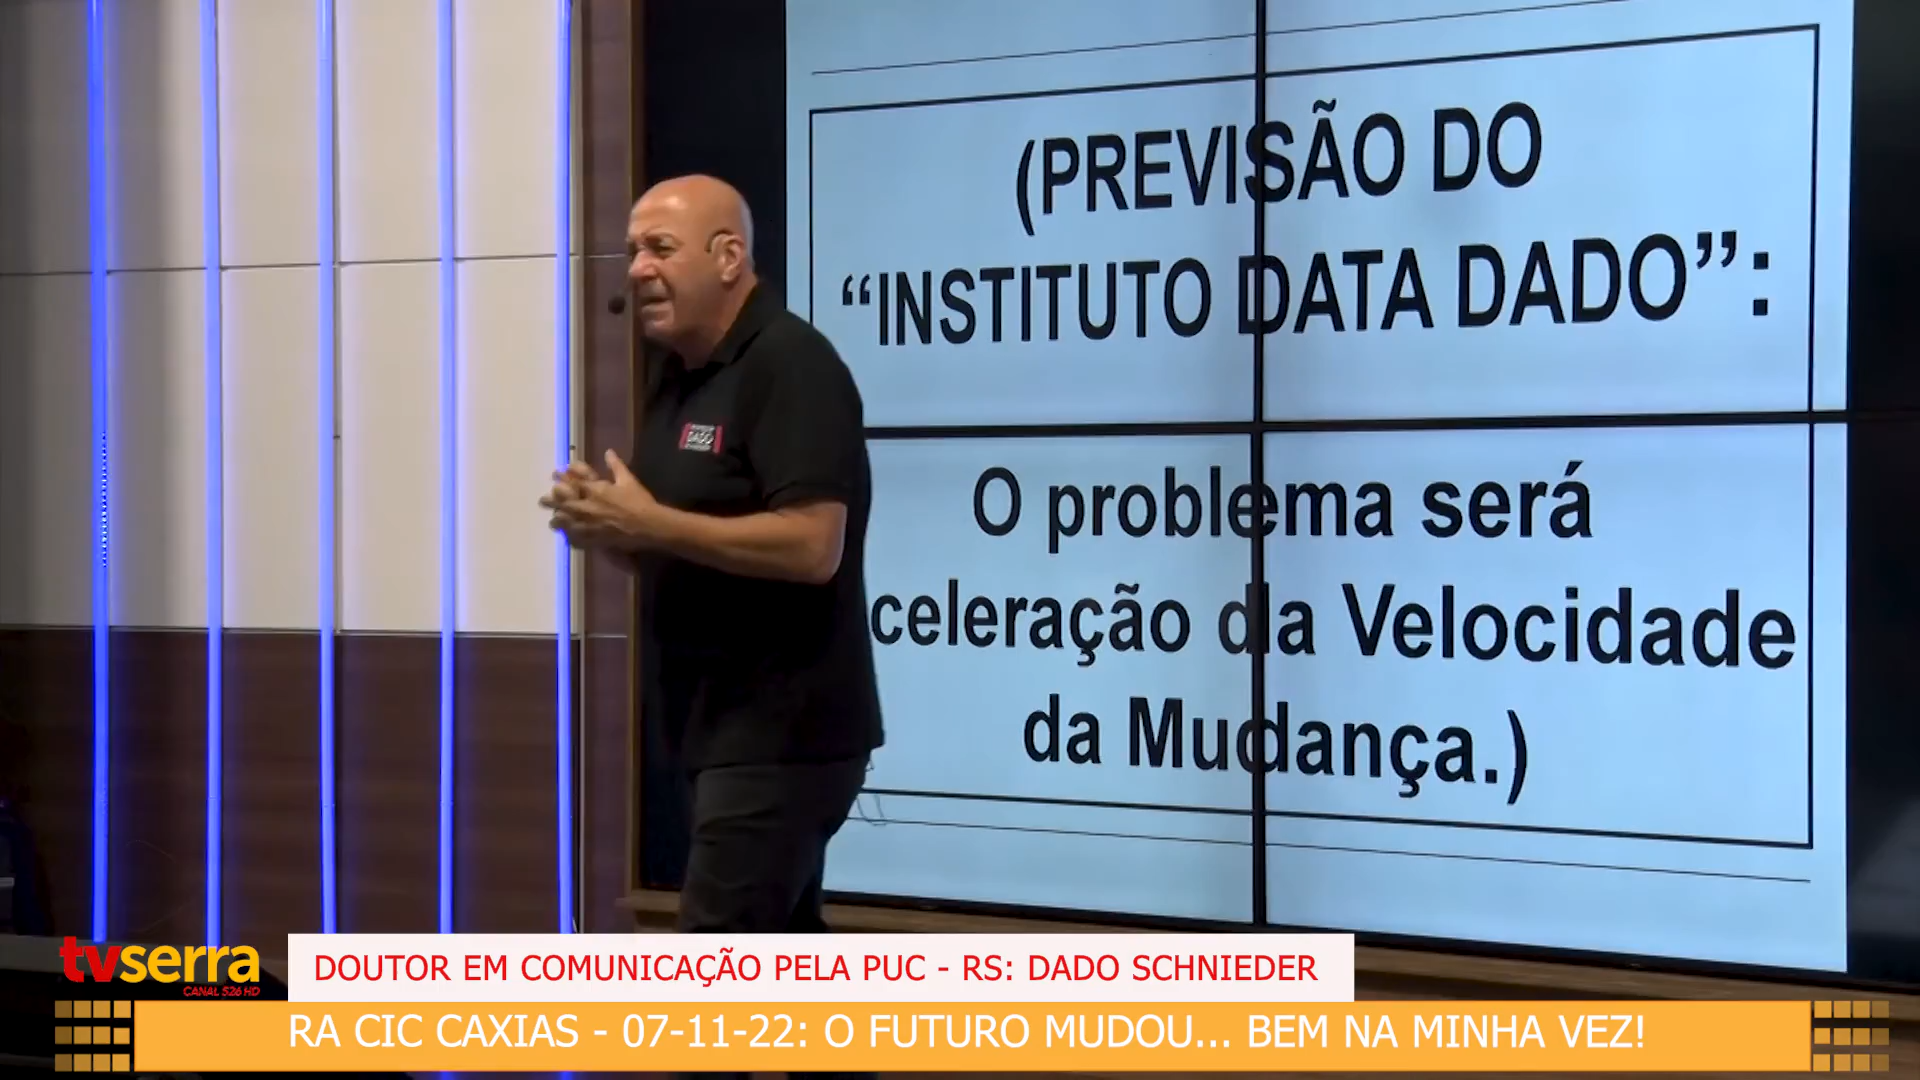 (PREVISÃO DO
“INSTITUTO DATA DADO”:
O problema será
celeração da Velocidade
da Mudança.)
DADO
tvserra
CANAL 526 HD
DOUTOR EM COMUNICAÇÃO PELA PUC - RS: DADO SCHNIEDER
RA CIC CAXIAS - 07-11-22: O FUTURO MUDOU... BEM NA MINHA VEZ!